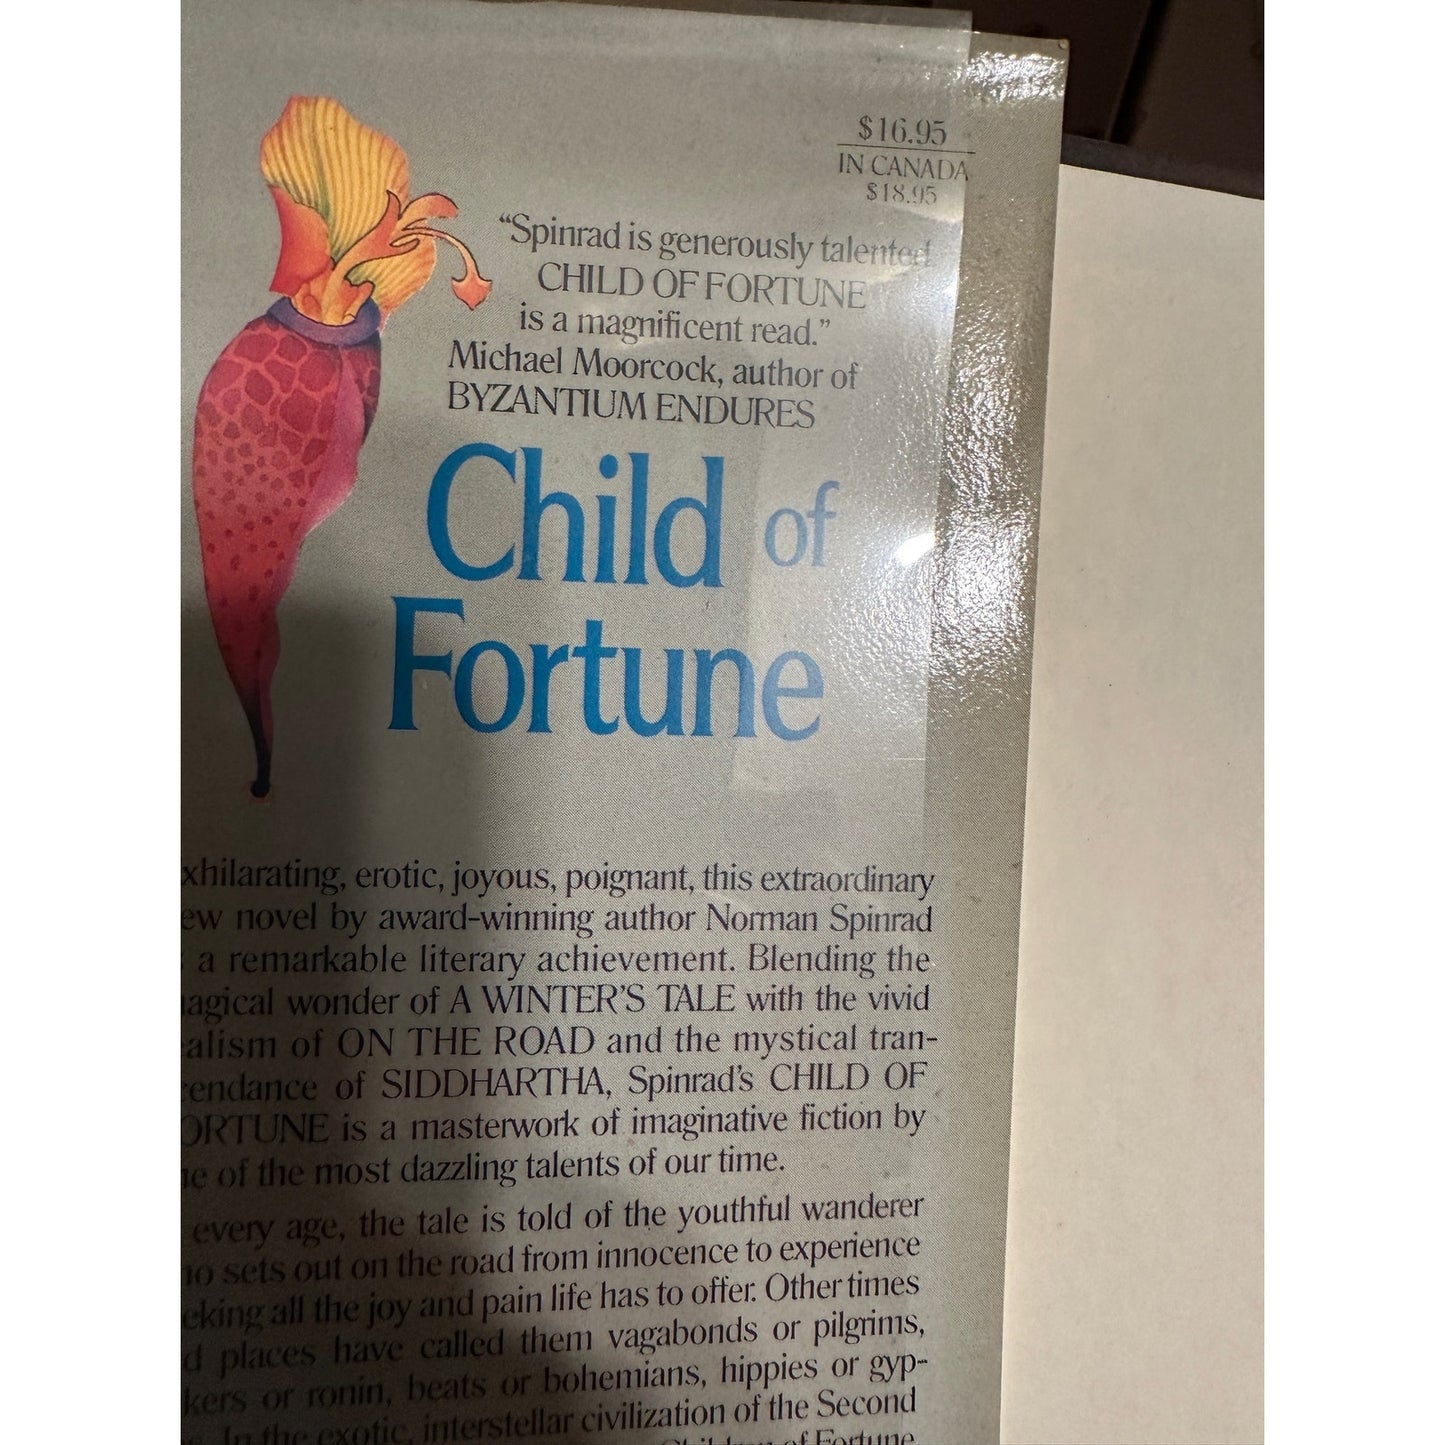 $16.95
IN CANADA
$18.95
“Spinrad is generously talented
CHILD OF FORTUNE
is a magnificent read.”
Michael Moorcock, author of
BYZANTIUM ENDURES
Child of
Fortune
xhilarating, erotic, joyous, poignant, this extraordinary
ew novel by award-winning author Norman Spinrad
a remarkable literary achievement. Blending the
agical wonder of A WINTER'S TALE with the vivid
alism of ON THE ROAD and the mystical tran-
cendance of SIDDHARTHA, Spinrad's CHILD OF
ORTUNE is a masterwork of imaginative fiction by
ne of the most dazzling talents of our time.
every age, the tale is told of the youthful wanderer
ho sets out on the road from innocence to experience
eking all the joy and pain life has to offer. Other times
d places have called them vagabonds or pilgrims,
kers or ronin, beats or bohemians, hippies or gyp-
In the exotic, interstellar civilization of the Second
of Fortune